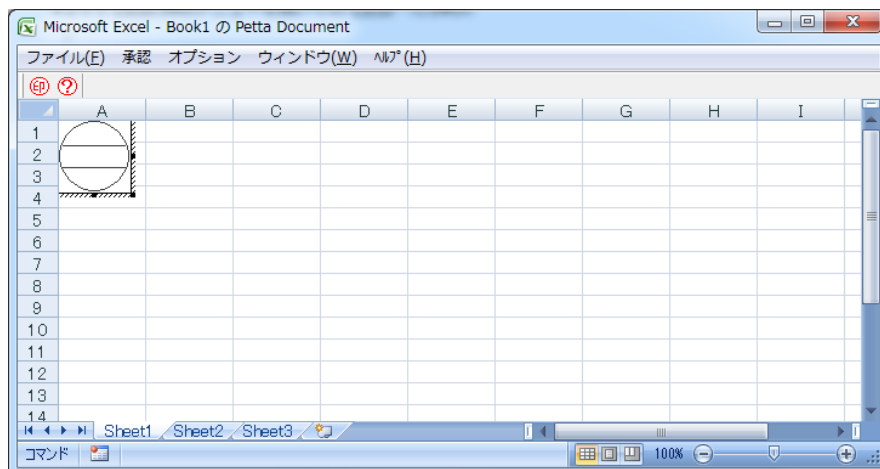 Microsoft Excel - Book1 の Petta Document
ファイル(F) 承認 オプション ウィンドウ(W) ﾍﾙﾌﾟ(H)
印 ?
A B C D E F G H I
1
2
3
4
5
6
7
8
9
10
11
12
13
14
Sheet1 Sheet2 Sheet3
コマンド 100%